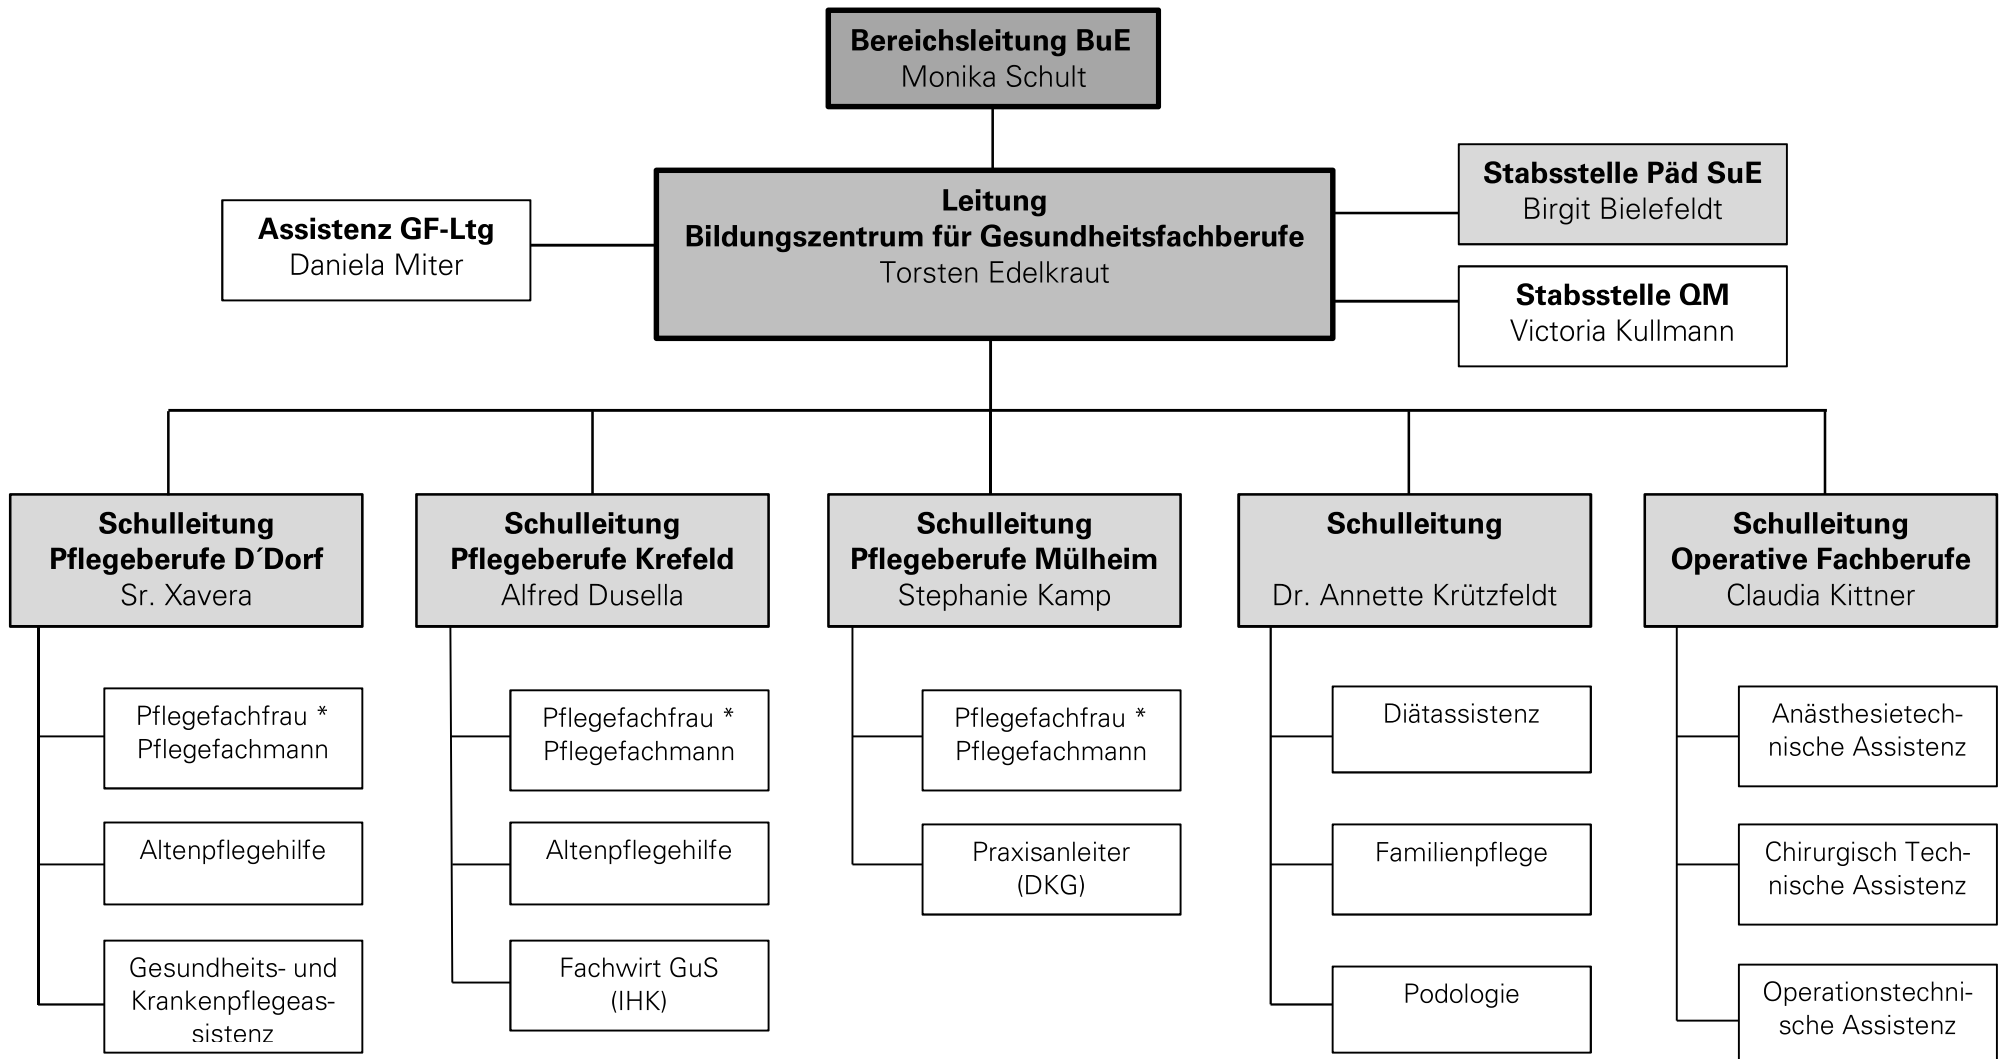 Bereichsleitung BuE
Monika Schult
Leitung
Bildungszentrum für Gesundheitsfachberufe
Torsten Edelkraut
Assistenz GF-Ltg
Daniela Miter
Stabsstelle Päd SuE
Birgit Bielefeldt
Stabsstelle QM
Victoria Kullmann
Schulleitung
Pflegeberufe D´Dorf
Sr. Xavera
Pflegefachfrau *
Pflegefachmann
Altenpflegehilfe
Gesundheits- und
Krankenpflegeas-
sistenz
Schulleitung
Pflegeberufe Krefeld
Alfred Dusella
Pflegefachfrau *
Pflegefachmann
Altenpflegehilfe
Fachwirt GuS
(IHK)
Schulleitung
Pflegeberufe Mülheim
Stephanie Kamp
Pflegefachfrau *
Pflegefachmann
Praxisanleiter
(DKG)
Schulleitung
Dr. Annette Krützfeldt
Diätassistenz
Familienpflege
Podologie
Schulleitung
Operative Fachberufe
Claudia Kittner
Anästhesietech-
nische Assistenz
Chirurgisch Tech-
nische Assistenz
Operationstechni-
sche Assistenz